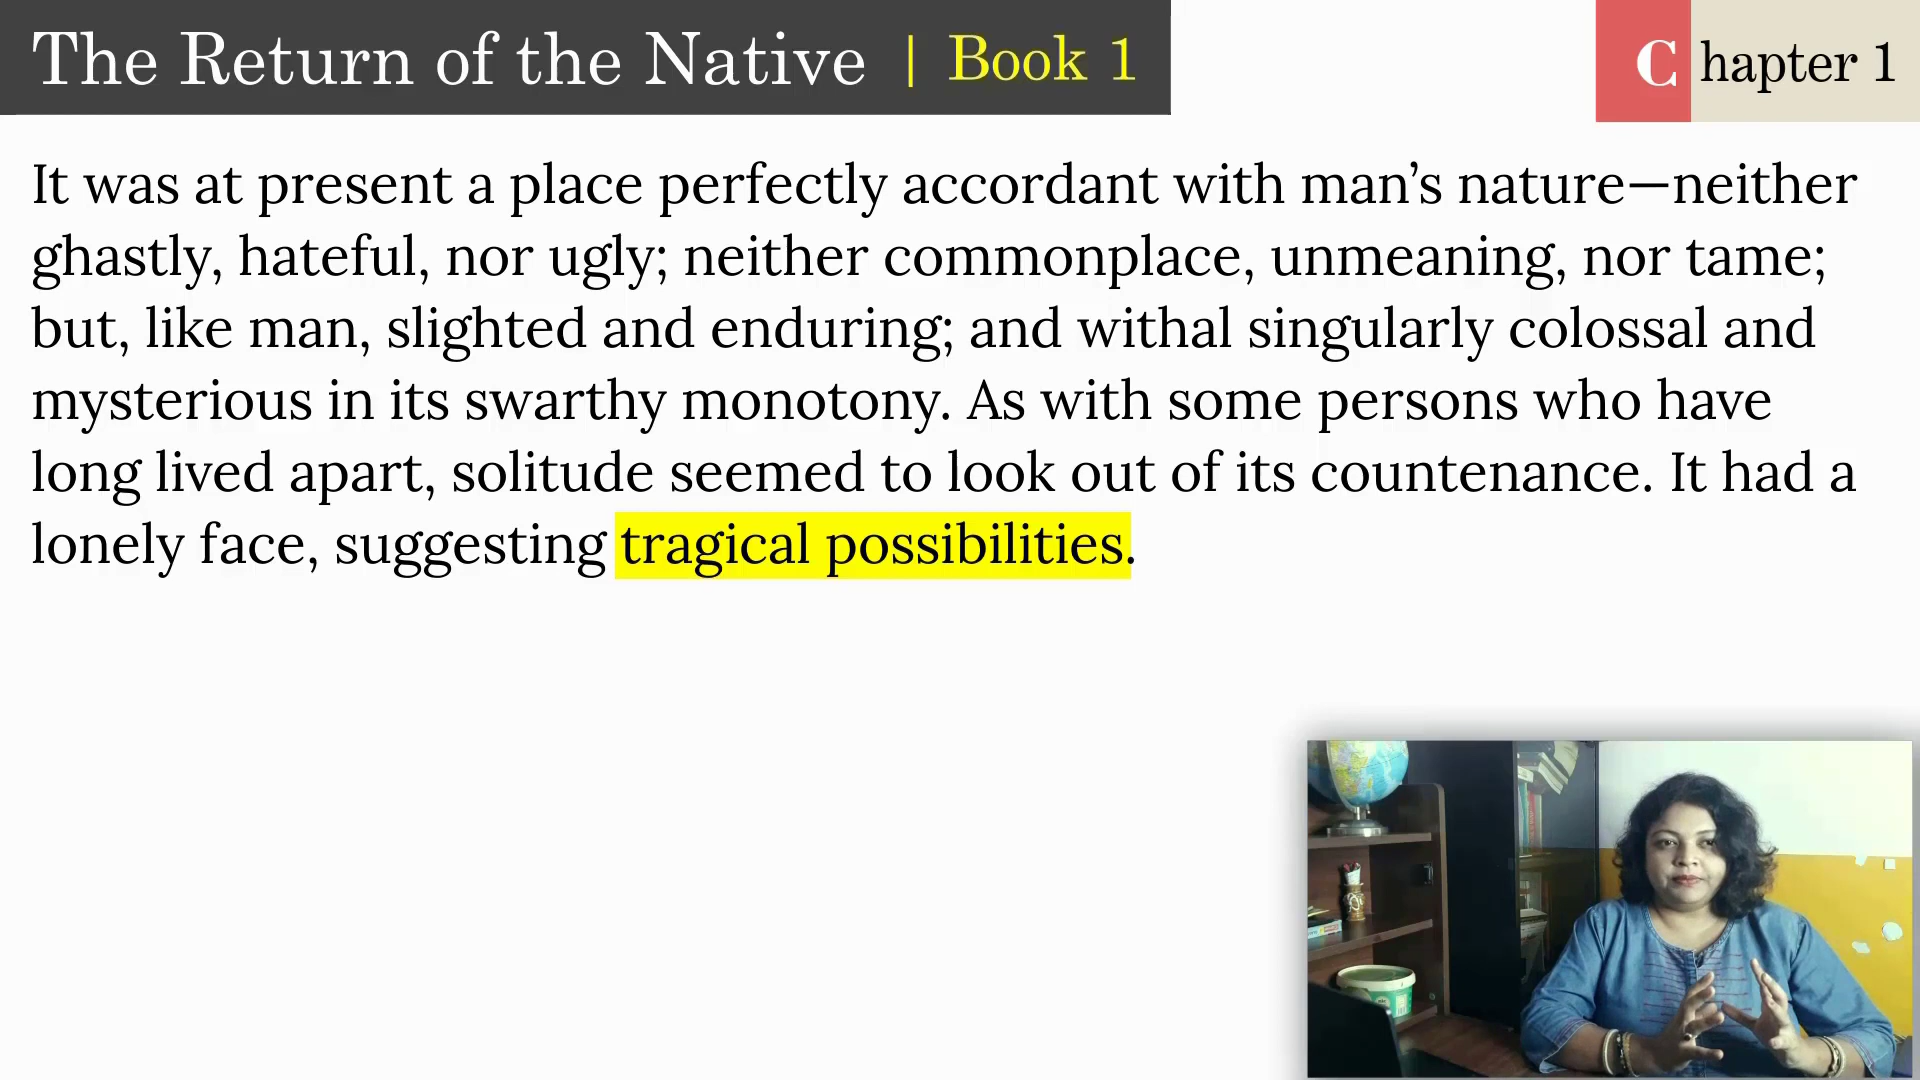 The Return of the Native | Book 1
Chapter 1
It was at present a place perfectly accordant with man’s nature—neither
ghastly, hateful, nor ugly; neither commonplace, unmeaning, nor tame;
but, like man, slighted and enduring; and withal singularly colossal and
mysterious in its swarthy monotony. As with some persons who have
long lived apart, solitude seemed to look out of its countenance. It had a
lonely face, suggesting tragical possibilities.